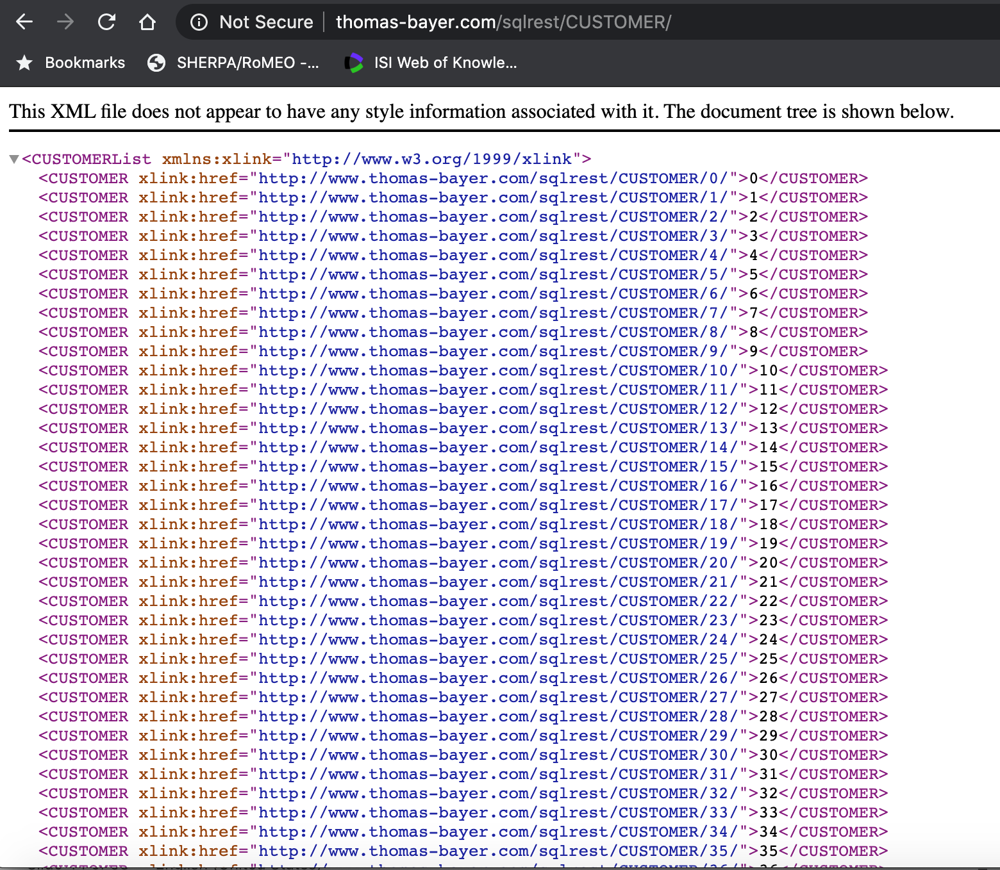 Not Secure | thomas-bayer.com/sqlrest/CUSTOMER/
Bookmarks SHERPA/RoMEO -... ISI Web of Knowle...
This XML file does not appear to have any style information associated with it. The document tree is shown below.
▼<CUSTOMERList xmlns:xlink="http://www.w3.org/1999/xlink">
<CUSTOMER xlink:href="http://www.thomas-bayer.com/sqlrest/CUSTOMER/0/">0</CUSTOMER>
<CUSTOMER xlink:href="http://www.thomas-bayer.com/sqlrest/CUSTOMER/1/">1</CUSTOMER>
<CUSTOMER xlink:href="http://www.thomas-bayer.com/sqlrest/CUSTOMER/2/">2</CUSTOMER>
<CUSTOMER xlink:href="http://www.thomas-bayer.com/sqlrest/CUSTOMER/3/">3</CUSTOMER>
<CUSTOMER xlink:href="http://www.thomas-bayer.com/sqlrest/CUSTOMER/4/">4</CUSTOMER>
<CUSTOMER xlink:href="http://www.thomas-bayer.com/sqlrest/CUSTOMER/5/">5</CUSTOMER>
<CUSTOMER xlink:href="http://www.thomas-bayer.com/sqlrest/CUSTOMER/6/">6</CUSTOMER>
<CUSTOMER xlink:href="http://www.thomas-bayer.com/sqlrest/CUSTOMER/7/">7</CUSTOMER>
<CUSTOMER xlink:href="http://www.thomas-bayer.com/sqlrest/CUSTOMER/8/">8</CUSTOMER>
<CUSTOMER xlink:href="http://www.thomas-bayer.com/sqlrest/CUSTOMER/9/">9</CUSTOMER>
<CUSTOMER xlink:href="http://www.thomas-bayer.com/sqlrest/CUSTOMER/10/">10</CUSTOMER>
<CUSTOMER xlink:href="http://www.thomas-bayer.com/sqlrest/CUSTOMER/11/">11</CUSTOMER>
<CUSTOMER xlink:href="http://www.thomas-bayer.com/sqlrest/CUSTOMER/12/">12</CUSTOMER>
<CUSTOMER xlink:href="http://www.thomas-bayer.com/sqlrest/CUSTOMER/13/">13</CUSTOMER>
<CUSTOMER xlink:href="http://www.thomas-bayer.com/sqlrest/CUSTOMER/14/">14</CUSTOMER>
<CUSTOMER xlink:href="http://www.thomas-bayer.com/sqlrest/CUSTOMER/15/">15</CUSTOMER>
<CUSTOMER xlink:href="http://www.thomas-bayer.com/sqlrest/CUSTOMER/16/">16</CUSTOMER>
<CUSTOMER xlink:href="http://www.thomas-bayer.com/sqlrest/CUSTOMER/17/">17</CUSTOMER>
<CUSTOMER xlink:href="http://www.thomas-bayer.com/sqlrest/CUSTOMER/18/">18</CUSTOMER>
<CUSTOMER xlink:href="http://www.thomas-bayer.com/sqlrest/CUSTOMER/19/">19</CUSTOMER>
<CUSTOMER xlink:href="http://www.thomas-bayer.com/sqlrest/CUSTOMER/20/">20</CUSTOMER>
<CUSTOMER xlink:href="http://www.thomas-bayer.com/sqlrest/CUSTOMER/21/">21</CUSTOMER>
<CUSTOMER xlink:href="http://www.thomas-bayer.com/sqlrest/CUSTOMER/22/">22</CUSTOMER>
<CUSTOMER xlink:href="http://www.thomas-bayer.com/sqlrest/CUSTOMER/23/">23</CUSTOMER>
<CUSTOMER xlink:href="http://www.thomas-bayer.com/sqlrest/CUSTOMER/24/">24</CUSTOMER>
<CUSTOMER xlink:href="http://www.thomas-bayer.com/sqlrest/CUSTOMER/25/">25</CUSTOMER>
<CUSTOMER xlink:href="http://www.thomas-bayer.com/sqlrest/CUSTOMER/26/">26</CUSTOMER>
<CUSTOMER xlink:href="http://www.thomas-bayer.com/sqlrest/CUSTOMER/27/">27</CUSTOMER>
<CUSTOMER xlink:href="http://www.thomas-bayer.com/sqlrest/CUSTOMER/28/">28</CUSTOMER>
<CUSTOMER xlink:href="http://www.thomas-bayer.com/sqlrest/CUSTOMER/29/">29</CUSTOMER>
<CUSTOMER xlink:href="http://www.thomas-bayer.com/sqlrest/CUSTOMER/30/">30</CUSTOMER>
<CUSTOMER xlink:href="http://www.thomas-bayer.com/sqlrest/CUSTOMER/31/">31</CUSTOMER>
<CUSTOMER xlink:href="http://www.thomas-bayer.com/sqlrest/CUSTOMER/32/">32</CUSTOMER>
<CUSTOMER xlink:href="http://www.thomas-bayer.com/sqlrest/CUSTOMER/33/">33</CUSTOMER>
<CUSTOMER xlink:href="http://www.thomas-bayer.com/sqlrest/CUSTOMER/34/">34</CUSTOMER>
<CUSTOMER xlink:href="http://www.thomas-bayer.com/sqlrest/CUSTOMER/35/">35</CUSTOMER>